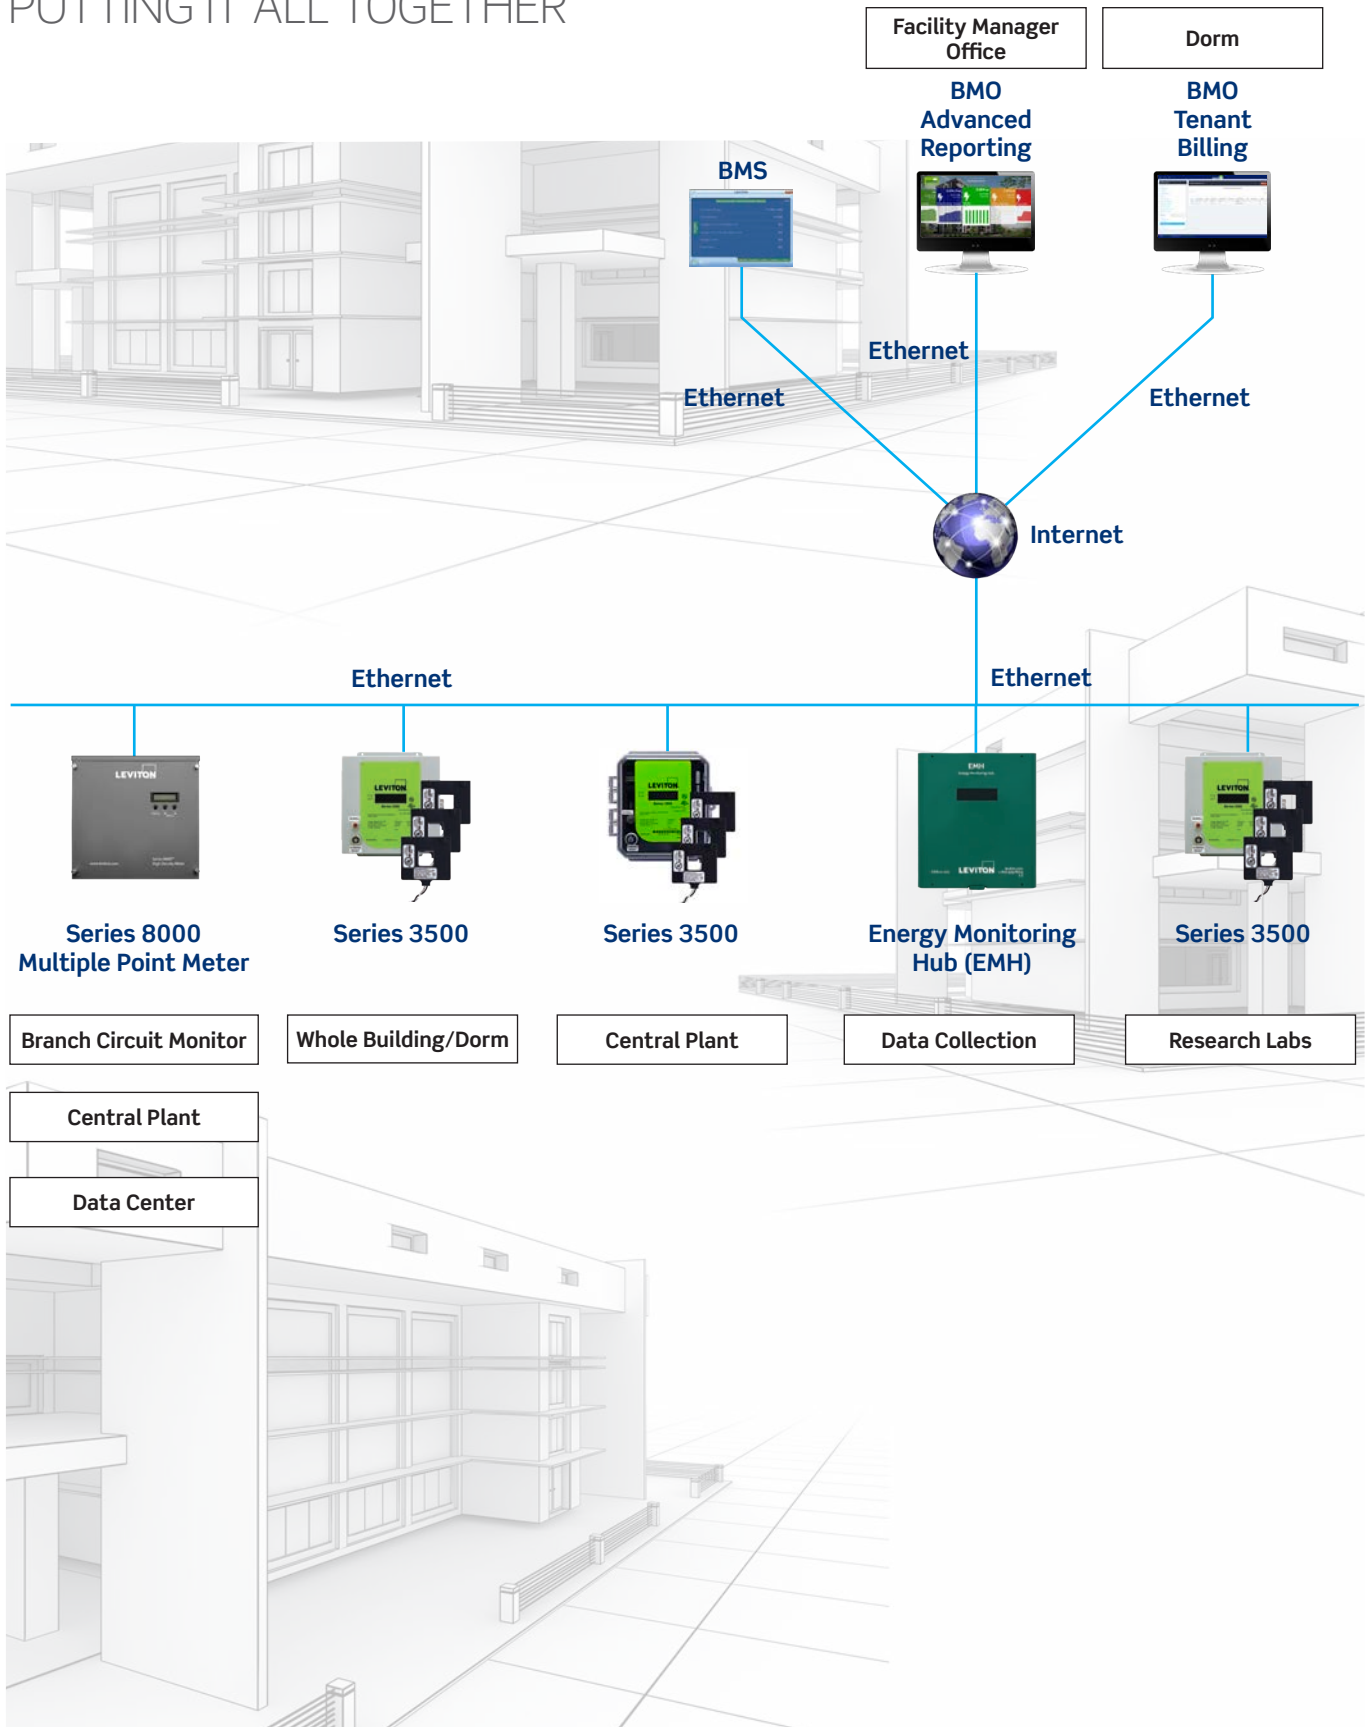 PUTTING IT ALL TOGETHER
Facility Manager
Office
Dorm
BMO
Advanced
Reporting
BMO
Tenant
Billing
BMS
Ethernet
Ethernet
Ethernet
Internet
Ethernet
Ethernet
LEVITON
LEVITON
LEVITON
EMH
LEVITON
LEVITON
Series 8000
Multiple Point Meter
Series 3500
Series 3500
Energy Monitoring
Hub (EMH)
Series 3500
Branch Circuit Monitor
Whole Building/Dorm
Central Plant
Data Collection
Research Labs
Central Plant
Data Center